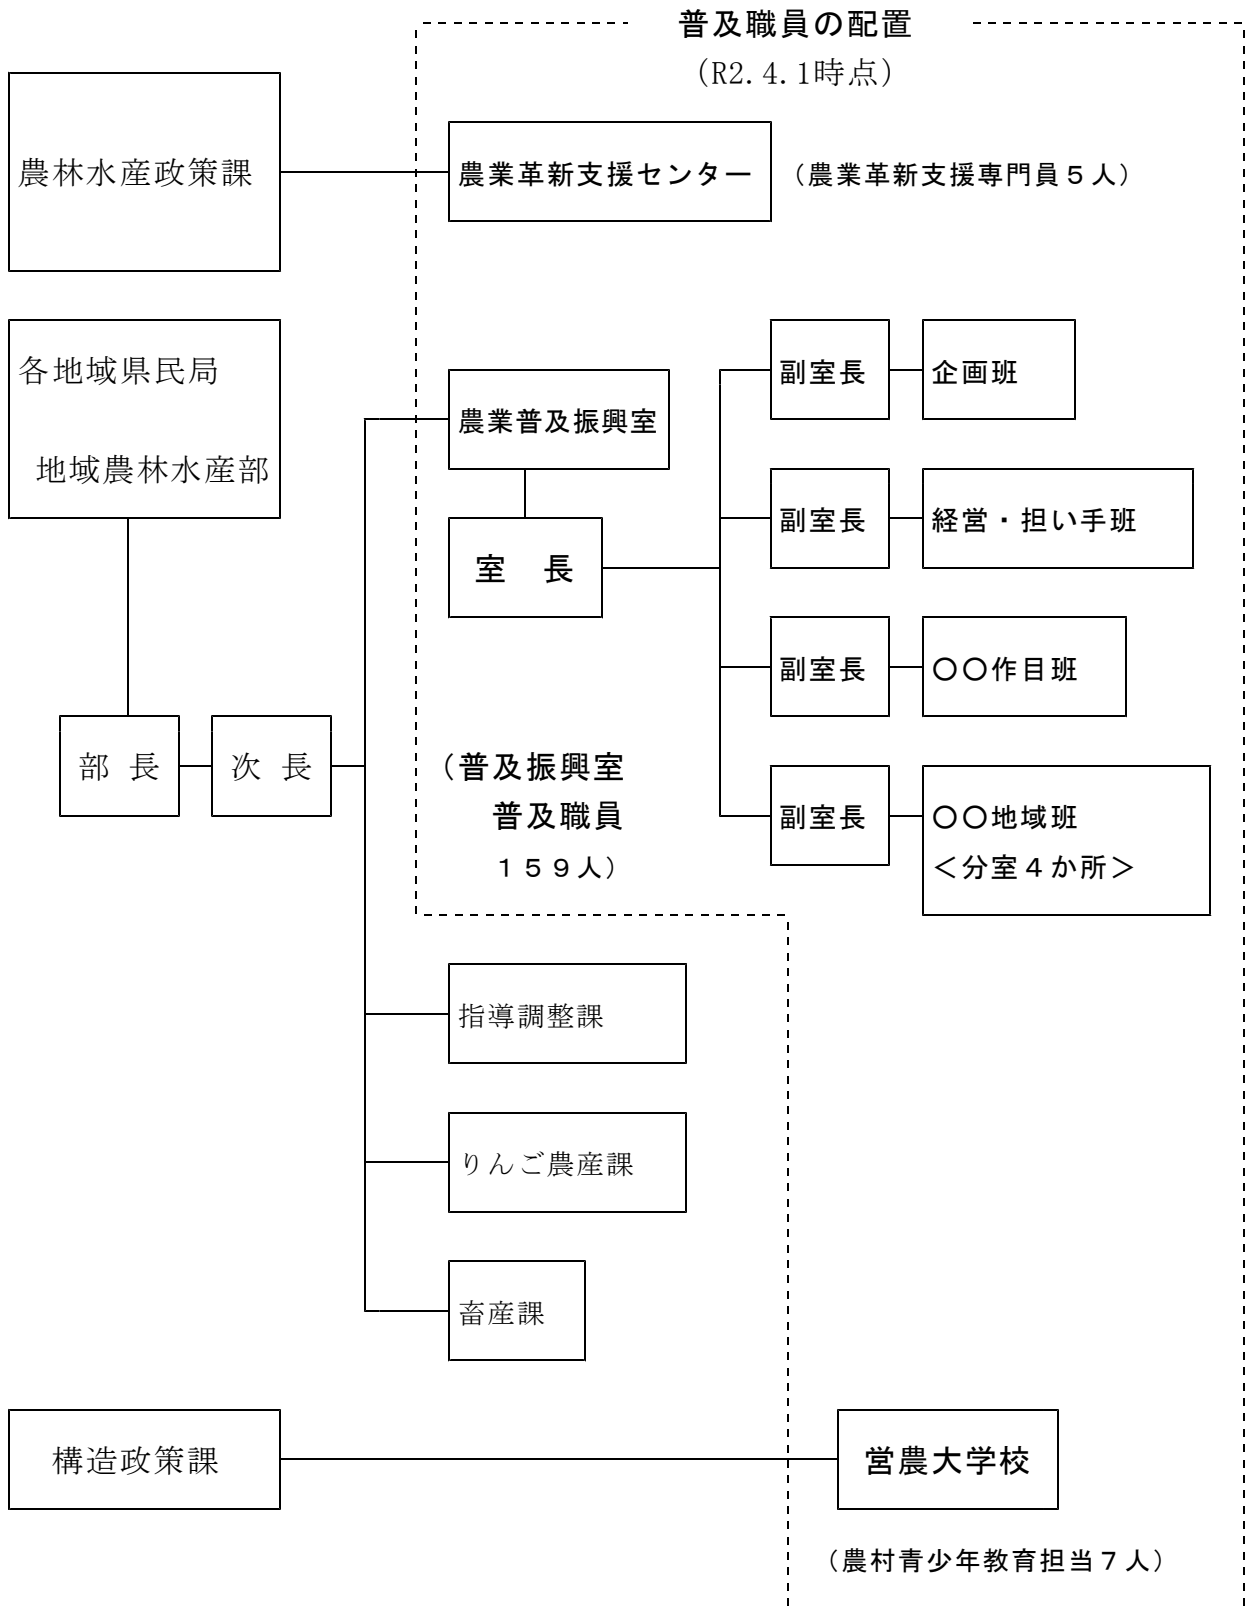 普及職員の配置
（R2.4.1時点）
農林水産政策課
農業革新支援センター
（農業革新支援専門員５人）
各地域県民局
地域農林水産部
農業普及振興室
室　長
副室長
企画班
副室長
経営・担い手班
副室長
〇〇作目班
副室長
〇〇地域班
＜分室４か所＞
部　長
次　長
（普及振興室
普及職員
１５９人）
指導調整課
りんご農産課
畜産課
構造政策課
営農大学校
（農村青少年教育担当７人）